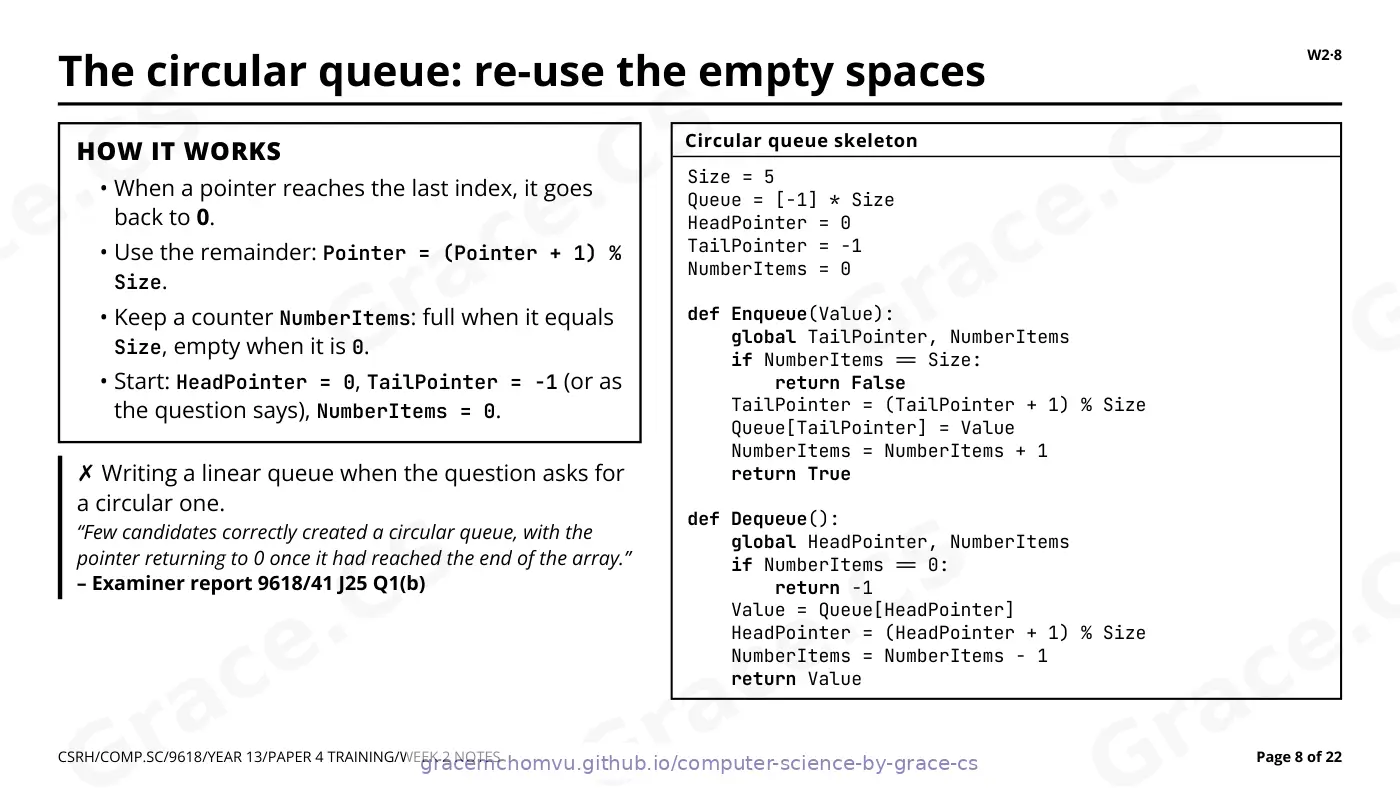 The circular queue: re-use the empty spaces
W2·8
HOW IT WORKS
• When a pointer reaches the last index, it goes
back to 0.
• Use the remainder: Pointer = (Pointer + 1) %
Size.
• Keep a counter NumberItems: full when it equals
Size, empty when it is 0.
• Start: HeadPointer = 0, TailPointer = -1 (or as
the question says), NumberItems = 0.
✗ Writing a linear queue when the question asks for
a circular one.
“Few candidates correctly created a circular queue, with the
pointer returning to 0 once it had reached the end of the array.”
– Examiner report 9618/41 J25 Q1(b)
Circular queue skeleton
Size = 5
Queue = [-1] * Size
HeadPointer = 0
TailPointer = -1
NumberItems = 0
def Enqueue(Value):
    global TailPointer, NumberItems
    if NumberItems == Size:
        return False
    TailPointer = (TailPointer + 1) % Size
    Queue[TailPointer] = Value
    NumberItems = NumberItems + 1
    return True
def Dequeue():
    global HeadPointer, NumberItems
    if NumberItems == 0:
        return -1
    Value = Queue[HeadPointer]
    HeadPointer = (HeadPointer + 1) % Size
    NumberItems = NumberItems - 1
    return Value
CSRH/COMP.SC/9618/YEAR 13/PAPER 4 TRAINING/WEEK 2 NOTES
gracemchomvu.github.io/computer-science-by-grace-cs
Page 8 of 22
Grace.cs